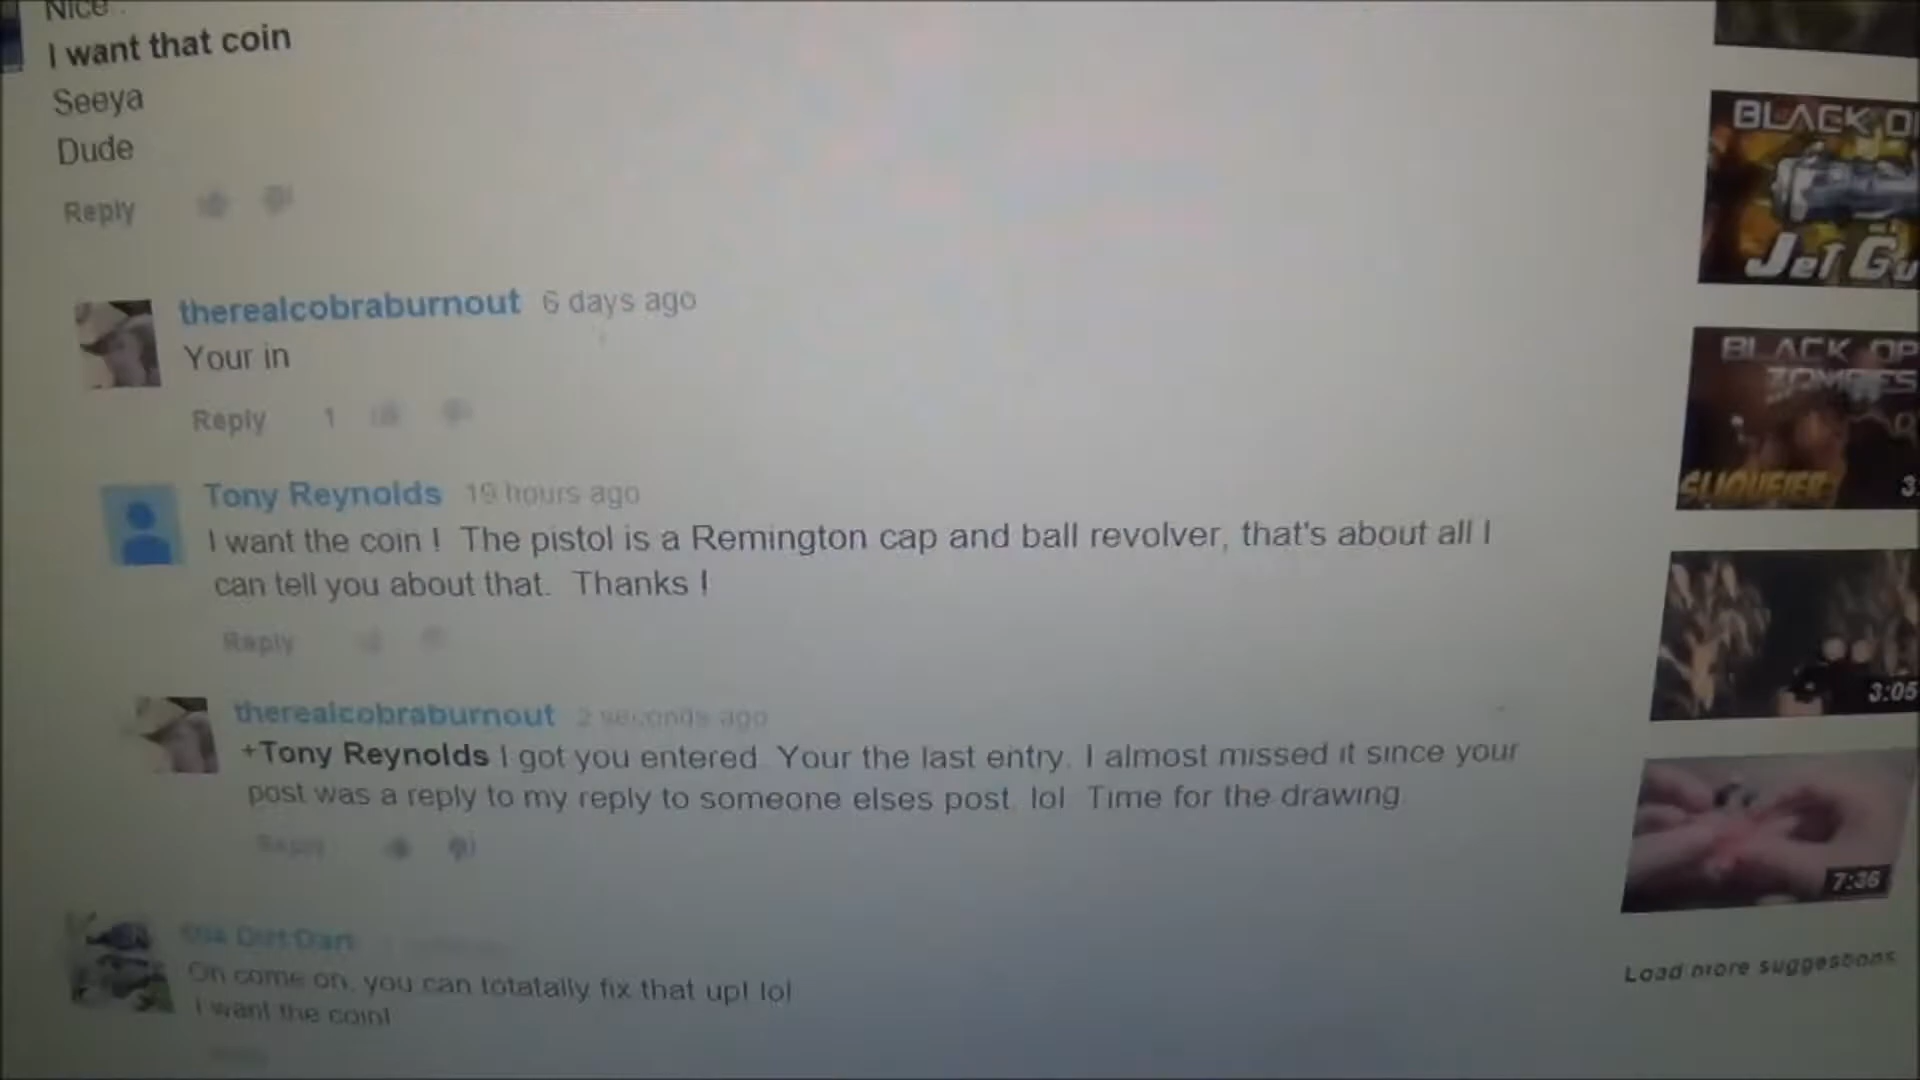 Nice
I want that coin
Seeya
Dude
Reply
therealcobraburnout 6 days ago
Your in
Reply 1
Tony Reynolds 19 hours ago
I want the coin ! The pistol is a Remington cap and ball revolver, that's about all I
can tell you about that. Thanks !
Reply
therealcobraburnout 2 seconds ago
+Tony Reynolds I got you entered. Your the last entry. I almost missed it since your
post was a reply to my reply to someone elses post. lol Time for the drawing
Reply
Dirt Dart
Oh come on, you can totatally fix that up! lol
I want the coin!
BLACK
JET
BLACK OP
ZOMBIES
SLIQUIFIER
3:05
7:36
Load more suggestions